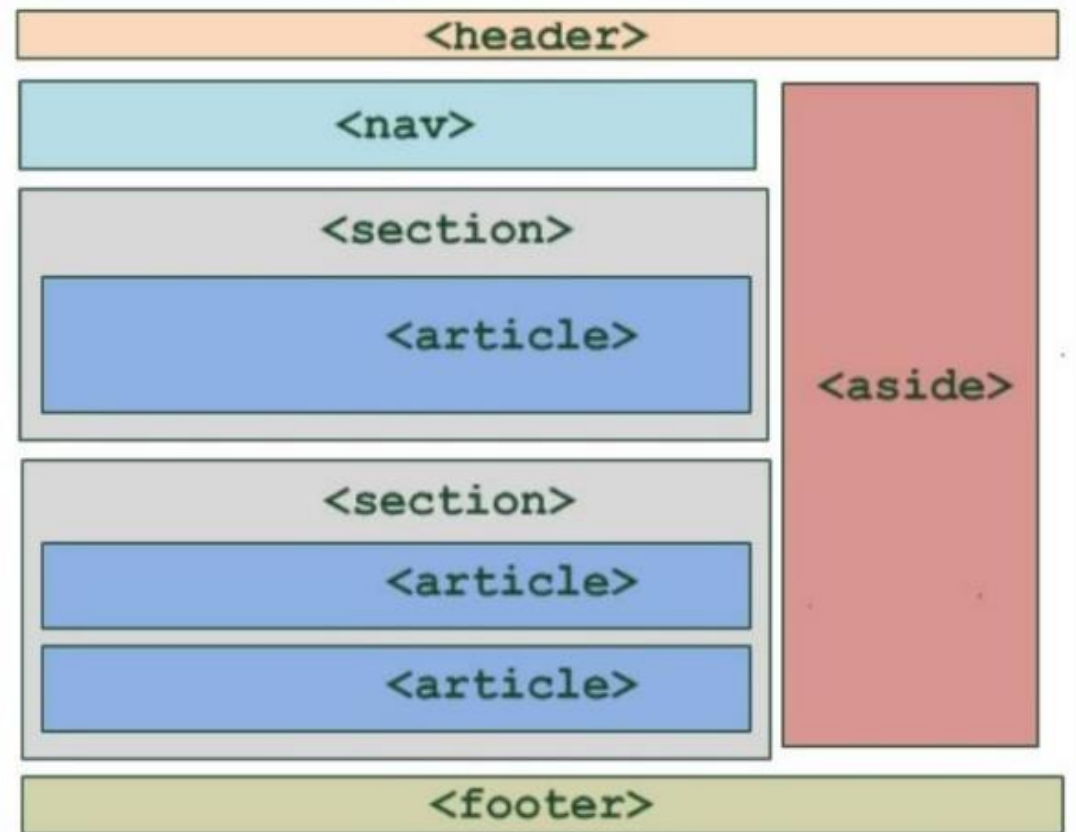 <header>
<nav>
<section>
<article>
<aside>
<section>
<article>
<article>
<footer>